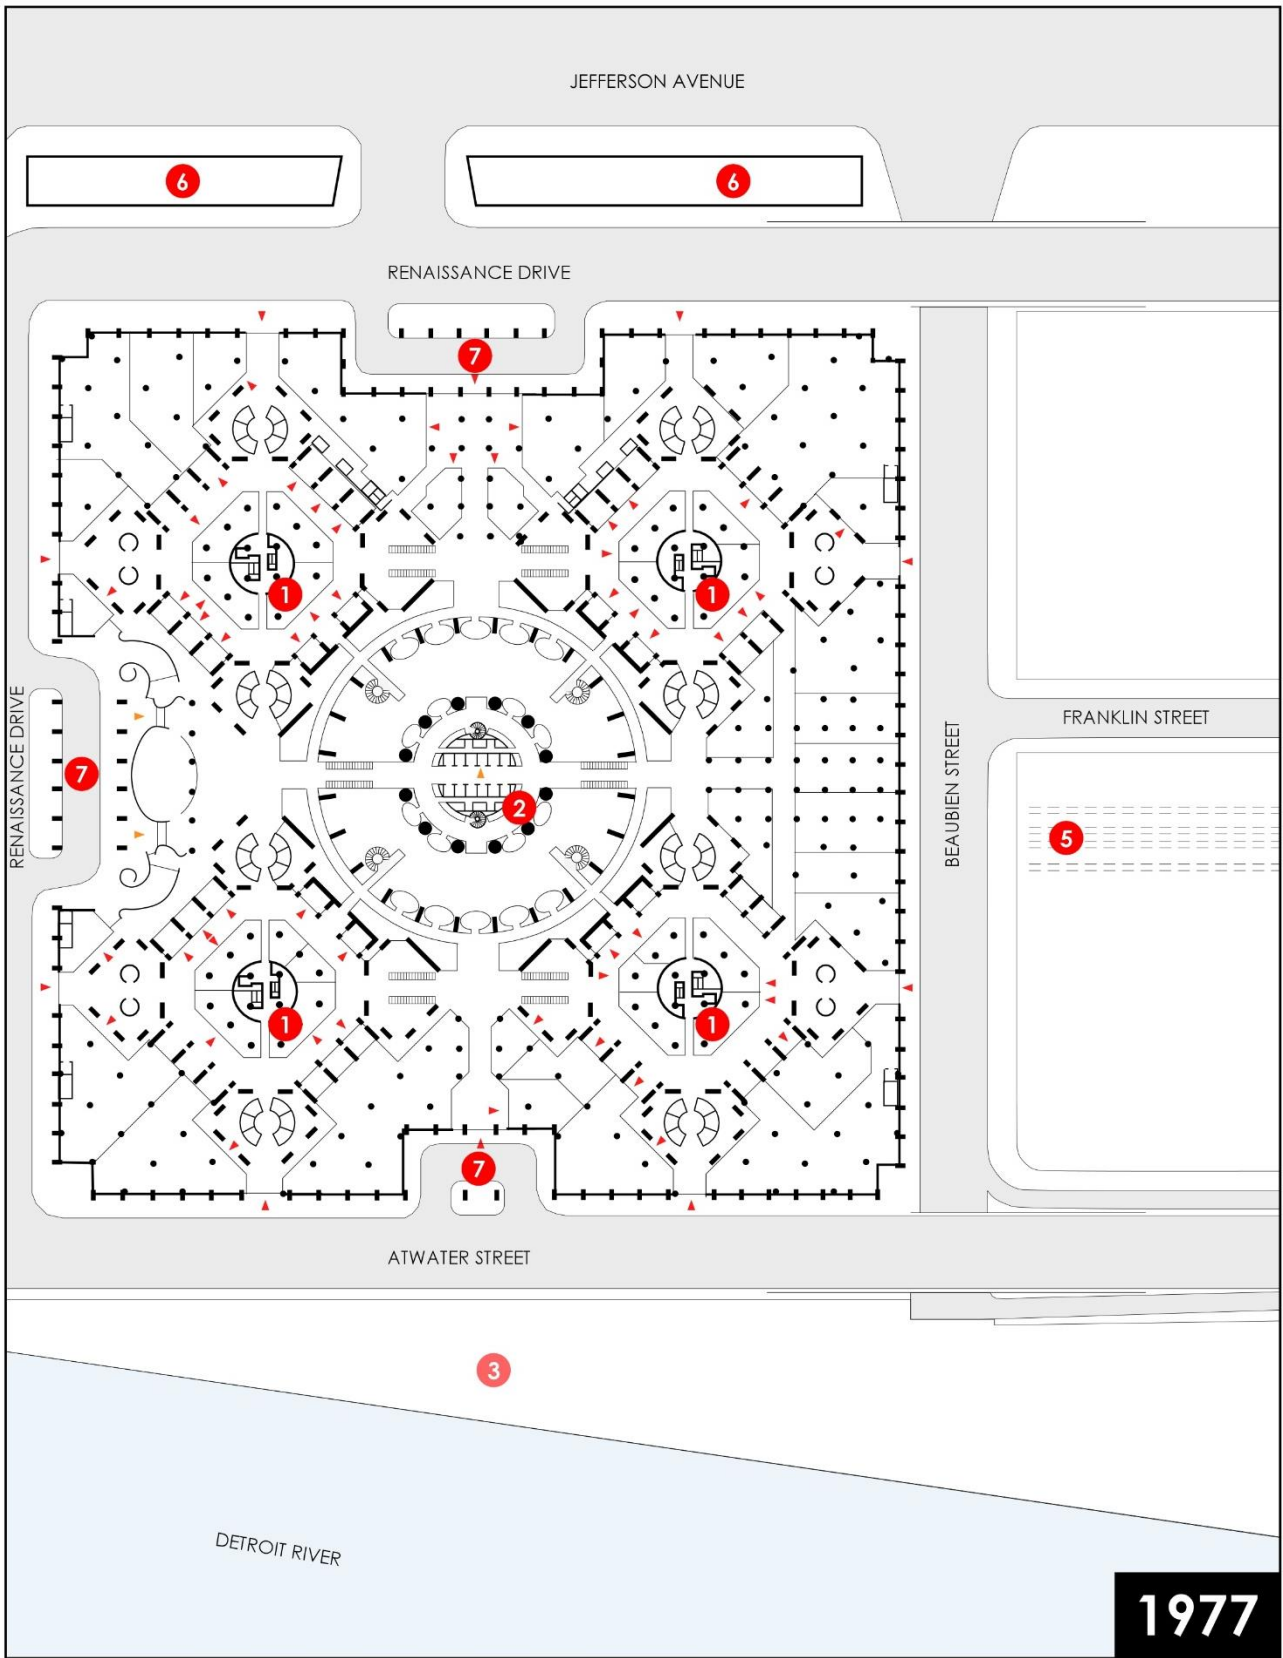 JEFFERSON AVENUE
6
6
RENAISSANCE DRIVE
7
1
1
RENAISSANCE DRIVE
7
2
BEAUBIEN STREET
FRANKLIN STREET
5
1
1
7
ATWATER STREET
3
DETROIT RIVER
1977